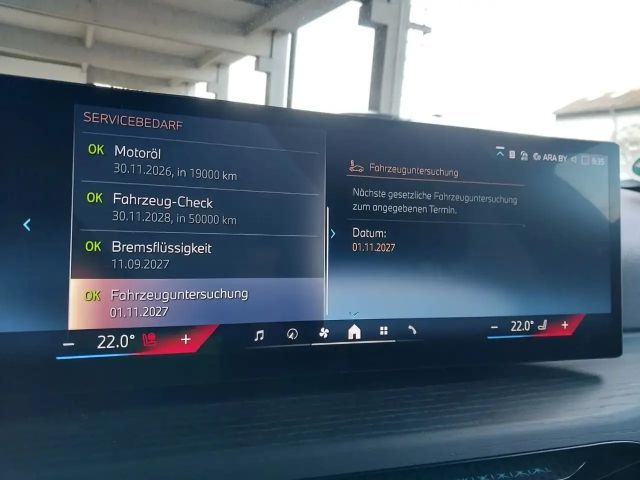 SERVICEBEDARF
OK Motoröl
30.11.2026, in 19000 km
OK Fahrzeug-Check
30.11.2028, in 50000 km
OK Bremsflüssigkeit
11.09.2027
OK Fahrzeuguntersuchung
01.11.2027
ARA BY
Fahrzeuguntersuchung
Nächste gesetzliche Fahrzeuguntersuchung
zum angegebenen Termin.
Datum:
01.11.2027
− 22.0° +
− 22.0° +